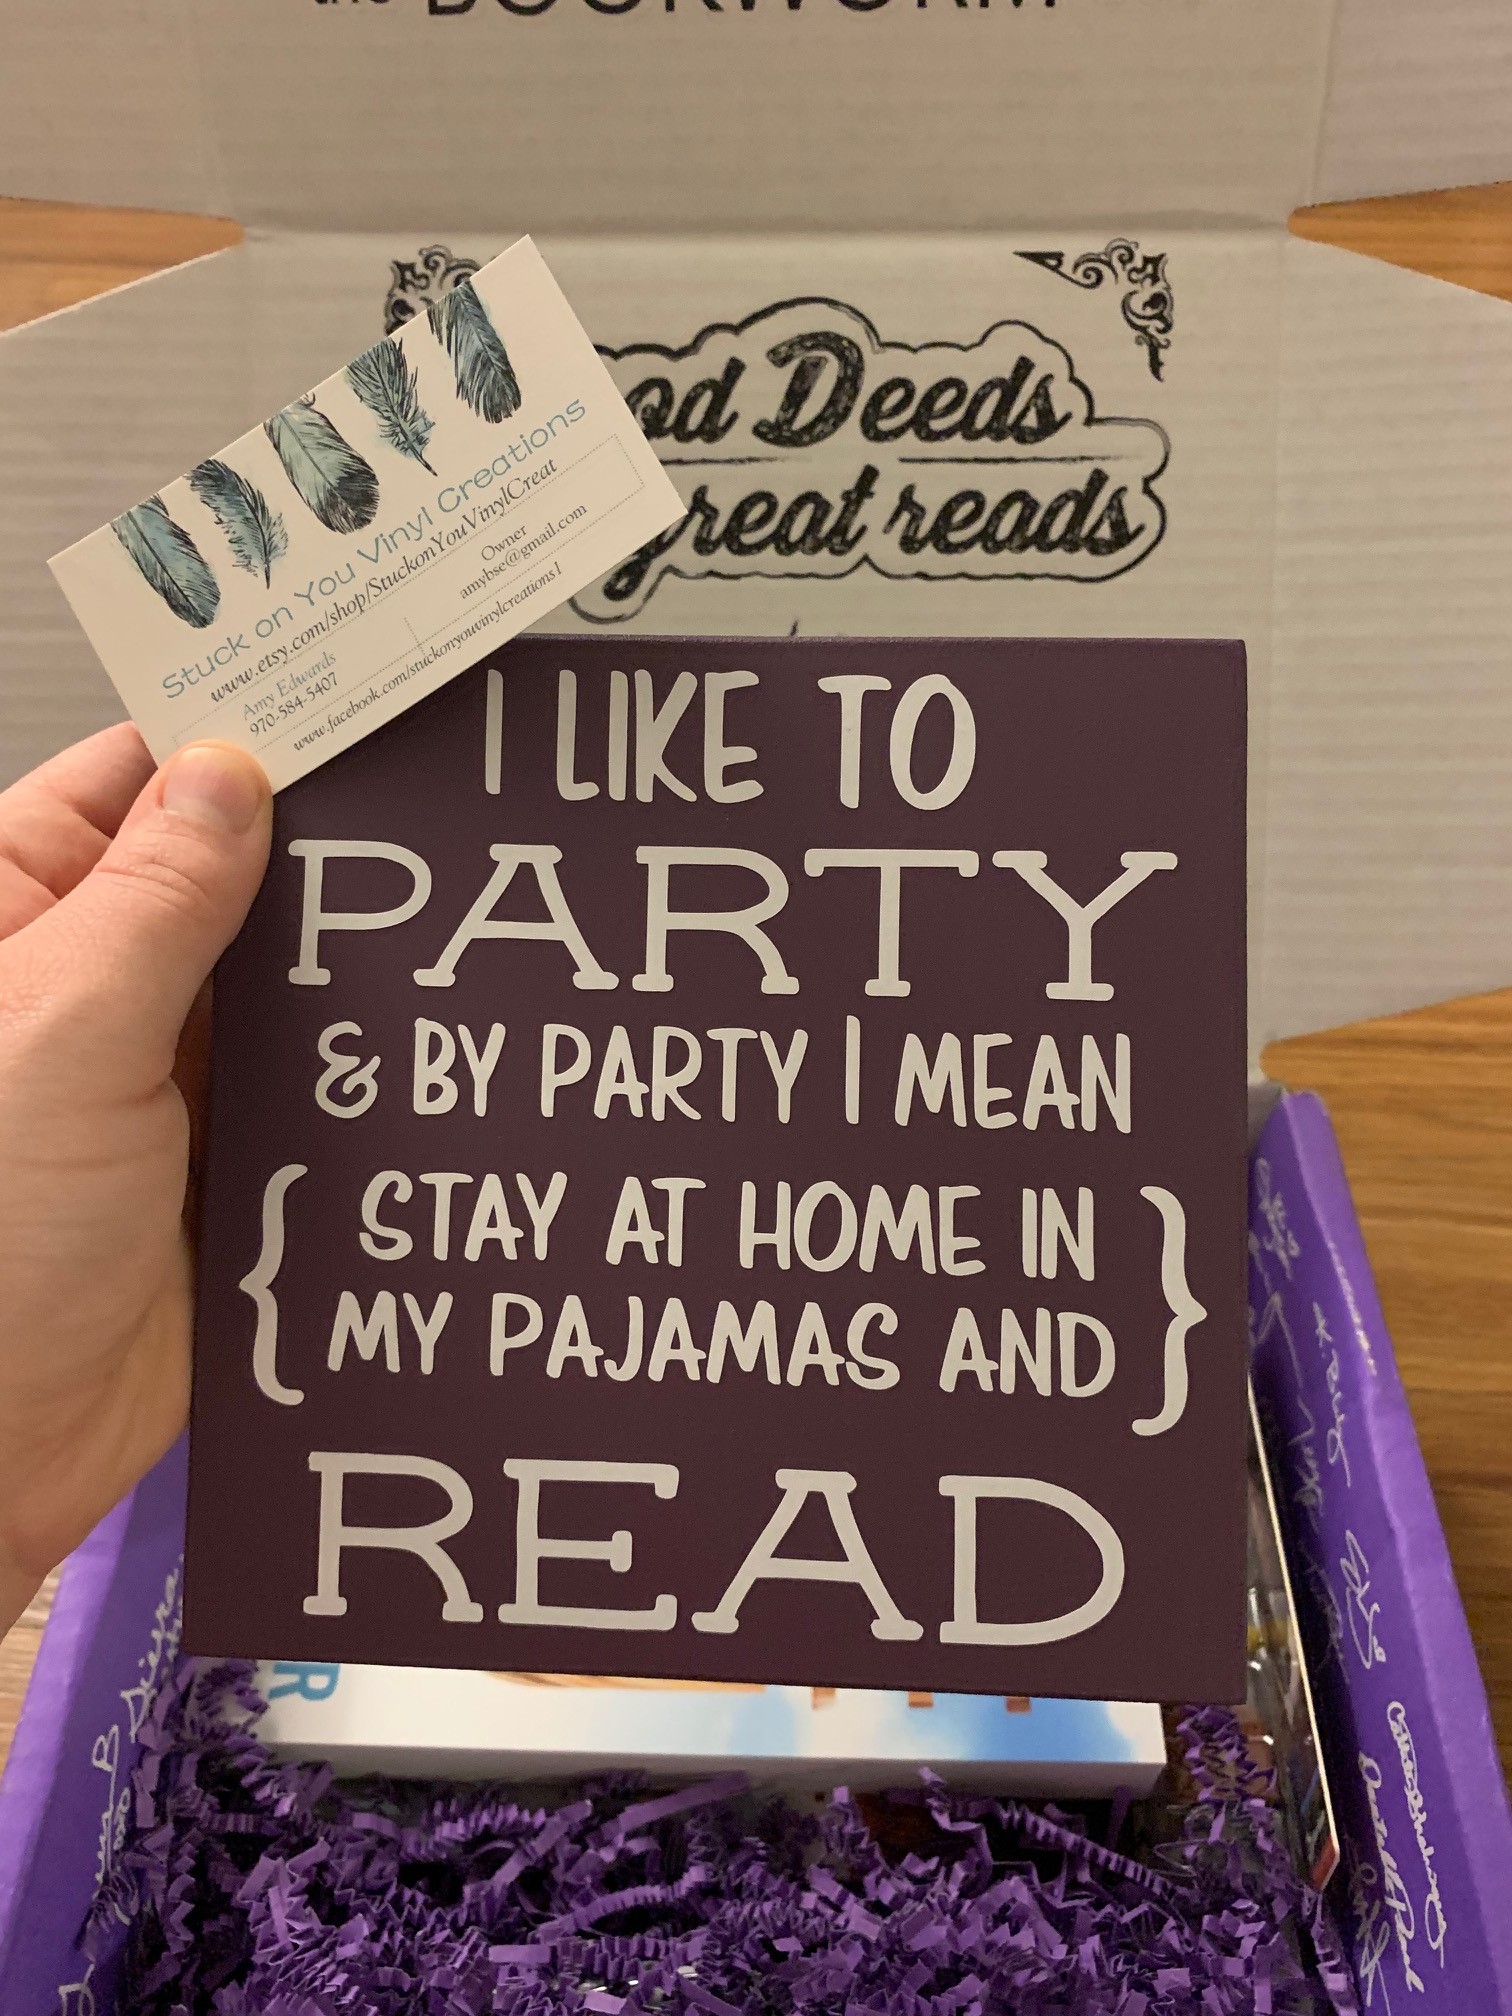 the BOOKWORM
Deeds
great reads
Stuck on You Vinyl Creations
www.etsy.com/shop/StuckonYouVinylCreat
Amy Edwards
970-584-5407
Owner
amybse@gmail.com
www.facebook.com/stuckonyouvinylcreations1
I LIKE TO
PARTY
& BY PARTY I MEAN
{ STAY AT HOME IN
MY PAJAMAS AND }
READ
R